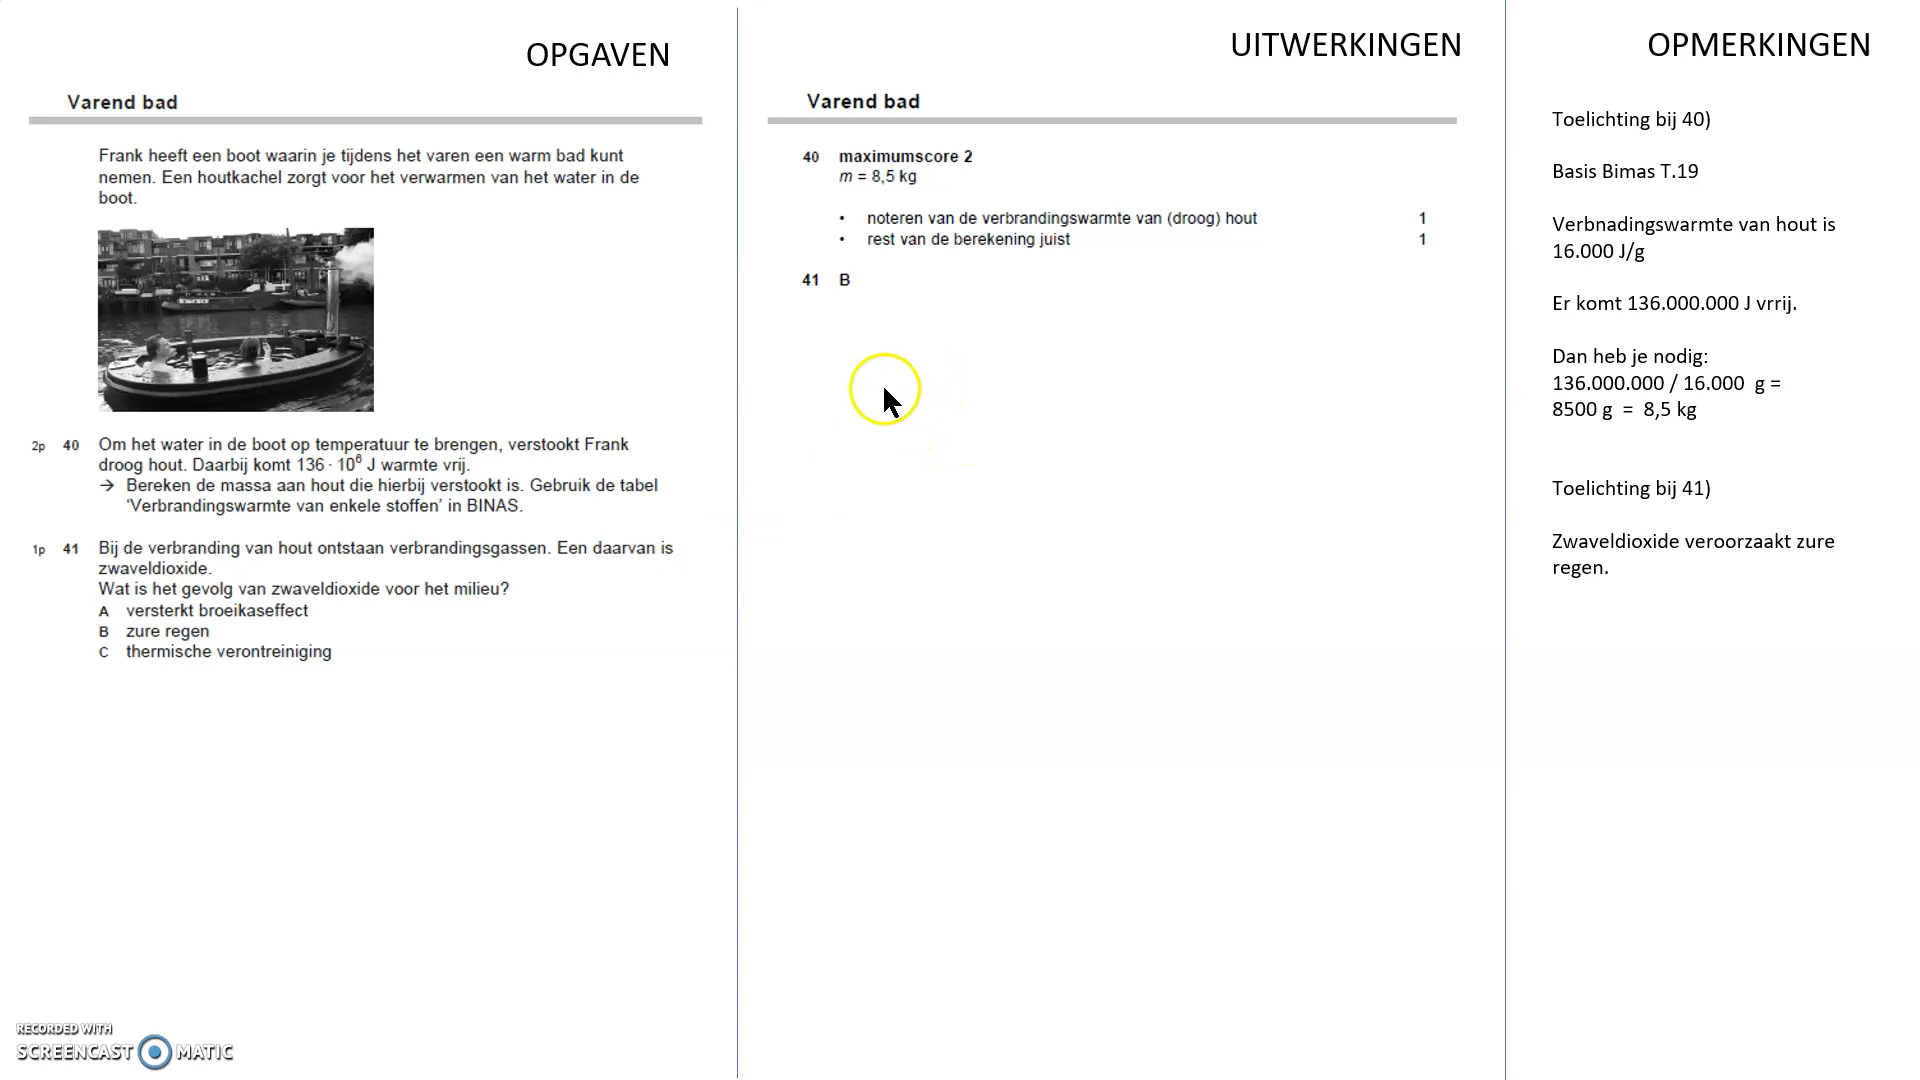 OPGAVEN
Varend bad
Frank heeft een boot waarin je tijdens het varen een warm bad kunt
nemen. Een houtkachel zorgt voor het verwarmen van het water in de
boot.
2p 40 Om het water in de boot op temperatuur te brengen, verstookt Frank
droog hout. Daarbij komt 136 · 10⁶ J warmte vrij.
→ Bereken de massa aan hout die hierbij verstookt is. Gebruik de tabel
‘Verbrandingswarmte van enkele stoffen’ in BINAS.
1p 41 Bij de verbranding van hout ontstaan verbrandingsgassen. Een daarvan is
zwaveldioxide.
Wat is het gevolg van zwaveldioxide voor het milieu?
A versterkt broeikaseffect
B zure regen
C thermische verontreiniging
UITWERKINGEN
Varend bad
40 maximumscore 2
m = 8,5 kg
• noteren van de verbrandingswarmte van (droog) hout 1
• rest van de berekening juist 1
41 B
OPMERKINGEN
Toelichting bij 40)
Basis Bimas T.19
Verbnadingswarmte van hout is
16.000 J/g
Er komt 136.000.000 J vrrij.
Dan heb je nodig:
136.000.000 / 16.000 g =
8500 g = 8,5 kg
Toelichting bij 41)
Zwaveldioxide veroorzaakt zure
regen.
RECORDED WITH
SCREENCAST MATIC